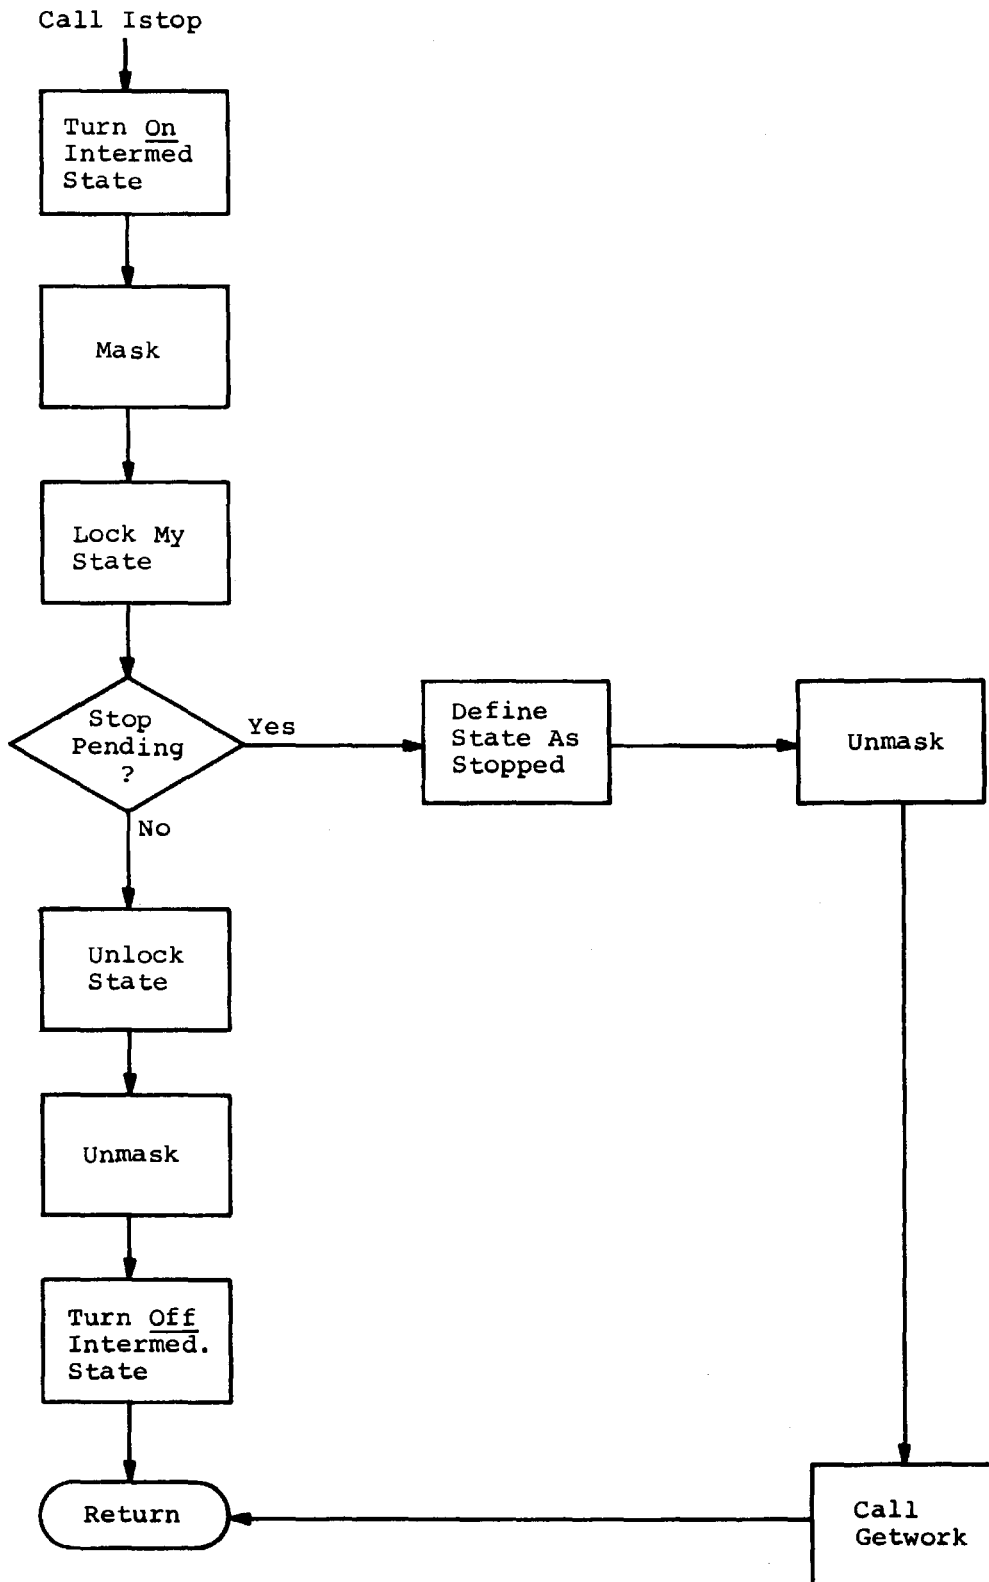 Call Istop
Turn On
Intermed
State
Mask
Lock My
State
Stop
Pending
?
Yes
Define
State As
Stopped
Unmask
No
Unlock
State
Unmask
Turn Off
Intermed.
State
Return
Call
Getwork